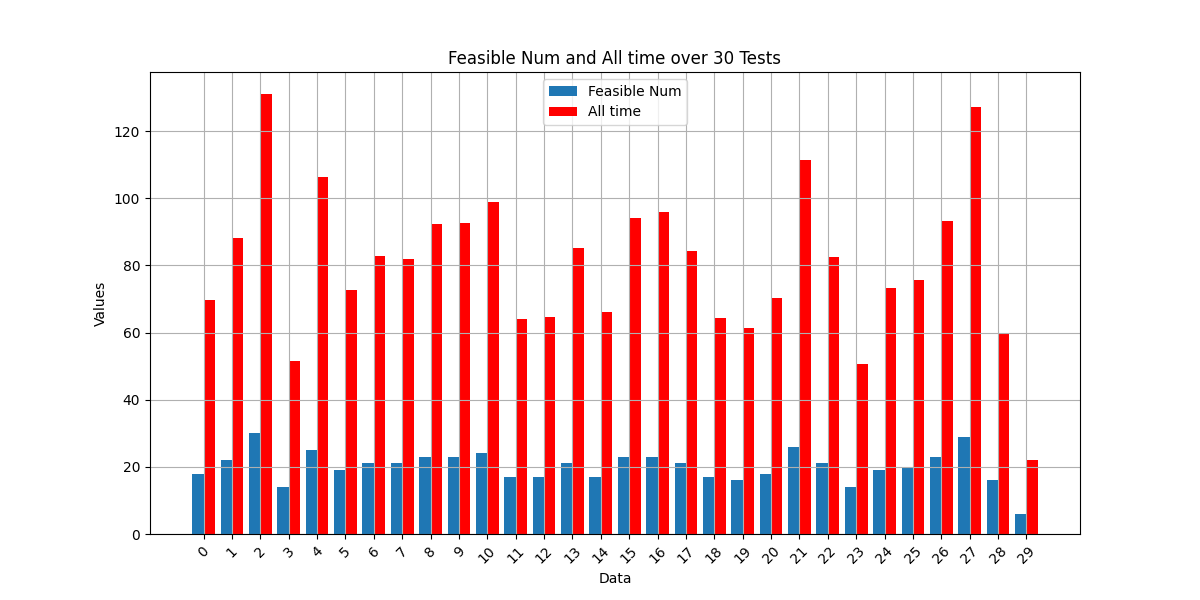 Feasible Num and All time over 30 Tests
Feasible Num
All time
120
100
80
60
40
20
0
Values
0 1 2 3 4 5 6 7 8 9 10 11 12 13 14 15 16 17 18 19 20 21 22 23 24 25 26 27 28 29
Data